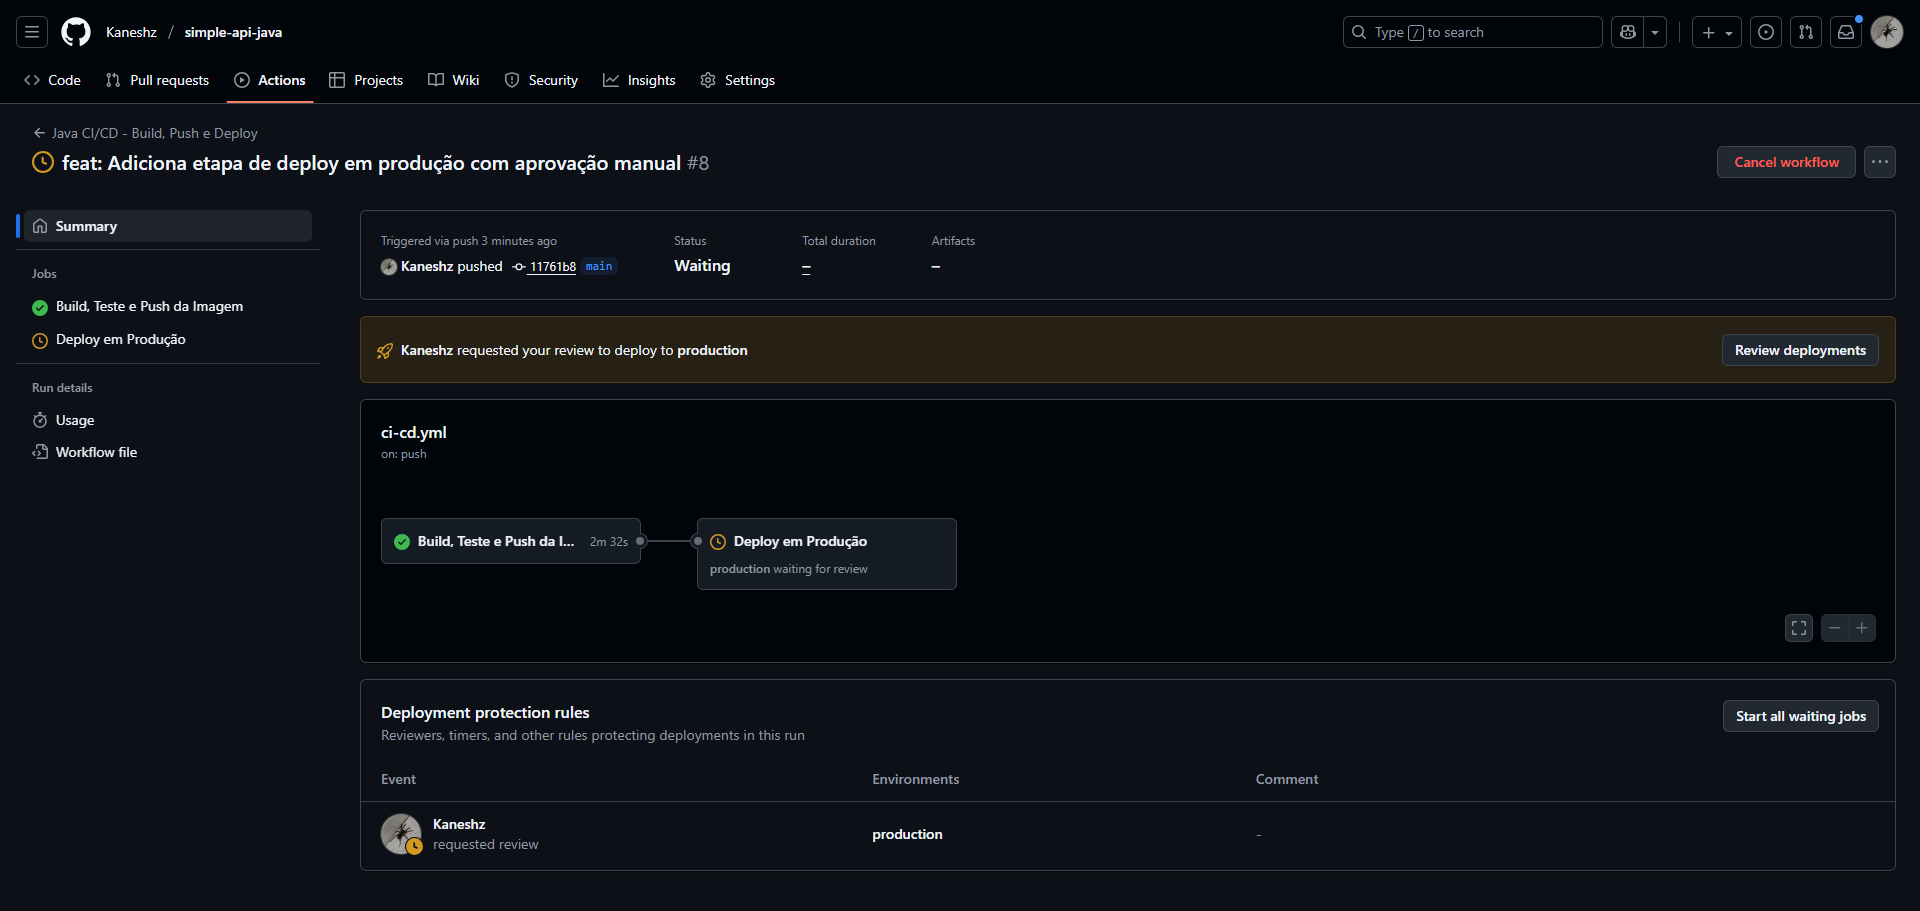 Kaneshz / simple-api-java
Type / to search
Code Pull requests Actions Projects Wiki Security Insights Settings
Java CI/CD - Build, Push e Deploy
feat: Adiciona etapa de deploy em produção com aprovação manual #8
Cancel workflow
Summary
Jobs
Build, Teste e Push da Imagem
Deploy em Produção
Run details
Usage
Workflow file
Triggered via push 3 minutes ago
Kaneshz pushed 11761b8 main
Status
Waiting
Total duration
–
Artifacts
–
Kaneshz requested your review to deploy to production
Review deployments
ci-cd.yml
on: push
Build, Teste e Push da I... 2m 32s
Deploy em Produção
production waiting for review
Deployment protection rules
Reviewers, timers, and other rules protecting deployments in this run
Start all waiting jobs
Event Environments Comment
Kaneshz
requested review
production
-